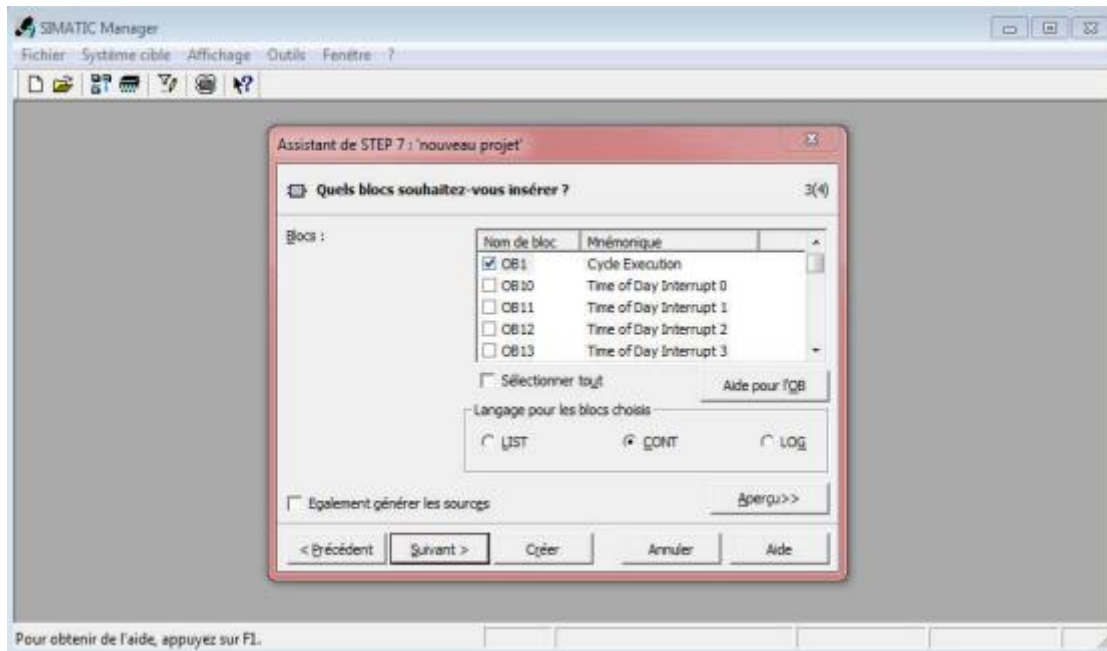 SIMATIC Manager
Fichier Système cible Affichage Outils Fenêtre ?
Assistant de STEP 7 : 'nouveau projet'
Quels blocs souhaitez-vous insérer ? 3(4)
Blocs :
Nom de bloc Mnémonique
OB1 Cycle Execution
OB10 Time of Day Interrupt 0
OB11 Time of Day Interrupt 1
OB12 Time of Day Interrupt 2
OB13 Time of Day Interrupt 3
Sélectionner tout Aide pour l'OB
Langage pour les blocs choisis
LIST CONT LOG
Egalement générer les sources Aperçu>>
< Précédent Suivant > Créer Annuler Aide
Pour obtenir de l'aide, appuyez sur F1.